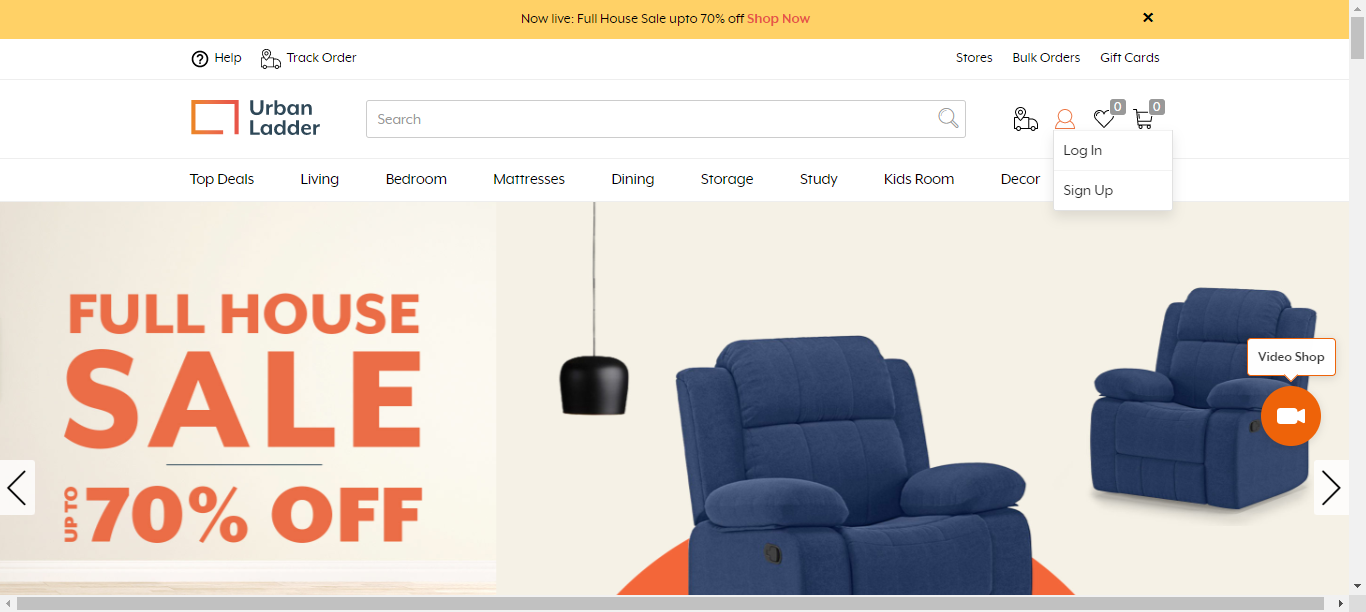 Now live: Full House Sale upto 70% off Shop Now
Help
Track Order
Stores
Bulk Orders
Gift Cards
Urban
Ladder
Search
0
0
Log In
Sign Up
Top Deals
Living
Bedroom
Mattresses
Dining
Storage
Study
Kids Room
Decor
FULL HOUSE
SALE
UP TO 70% OFF
Video Shop